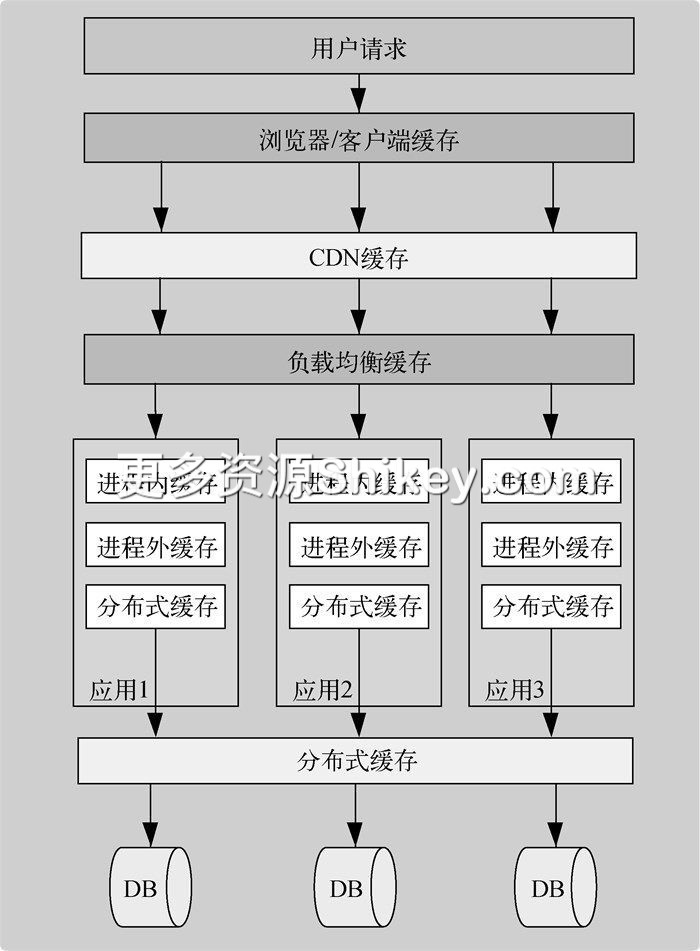 用户请求
浏览器/客户端缓存
CDN缓存
负载均衡缓存
更多资源Shikey.com
进程内缓存 进程内缓存 进程内缓存
进程外缓存 进程外缓存 进程外缓存
分布式缓存 分布式缓存 分布式缓存
应用1 应用2 应用3
分布式缓存
DB DB DB